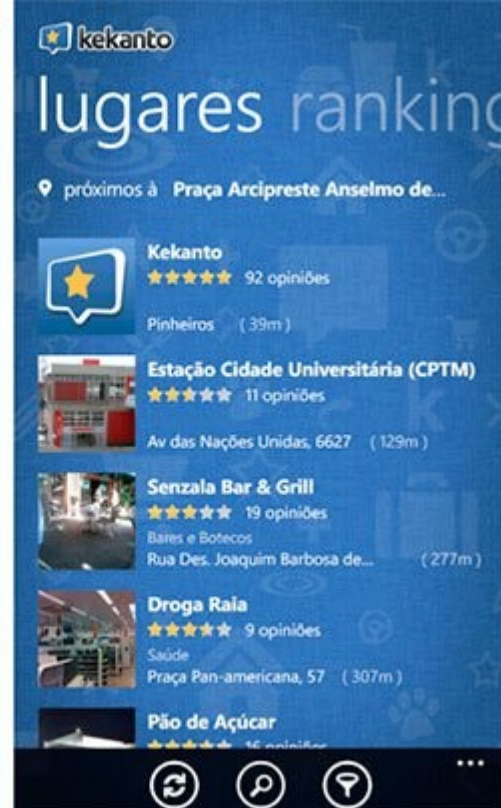 kekanto
lugares ranking
próximos à Praça Arcipreste Anselmo de...
Kekanto
92 opiniões
Pinheiros (39m)
Estação Cidade Universitária (CPTM)
11 opiniões
Av das Nações Unidas, 6627 (129m)
Senzala Bar & Grill
19 opiniões
Bares e Botecos
Rua Des. Joaquim Barbosa de... (277m)
Droga Raia
9 opiniões
Saúde
Praça Pan-americana, 57 (307m)
Pão de Açúcar
16 opiniões
...